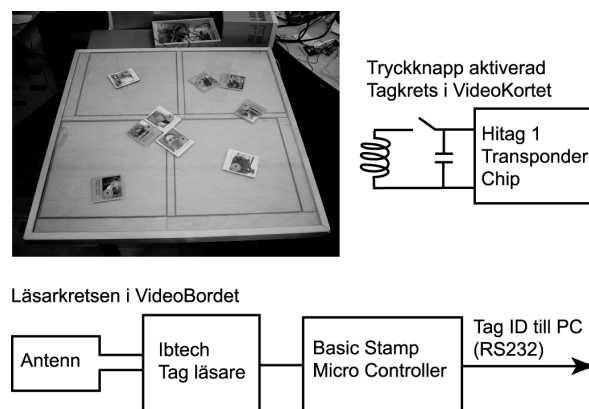 Tryckknapp aktiverad
Tagkrets i VideoKortet
Hitag 1
Transponder
Chip
Läsarkretsen i VideoBordet
Antenn
Ibtech
Tag läsare
Basic Stamp
Micro Controller
Tag ID till PC
(RS232)